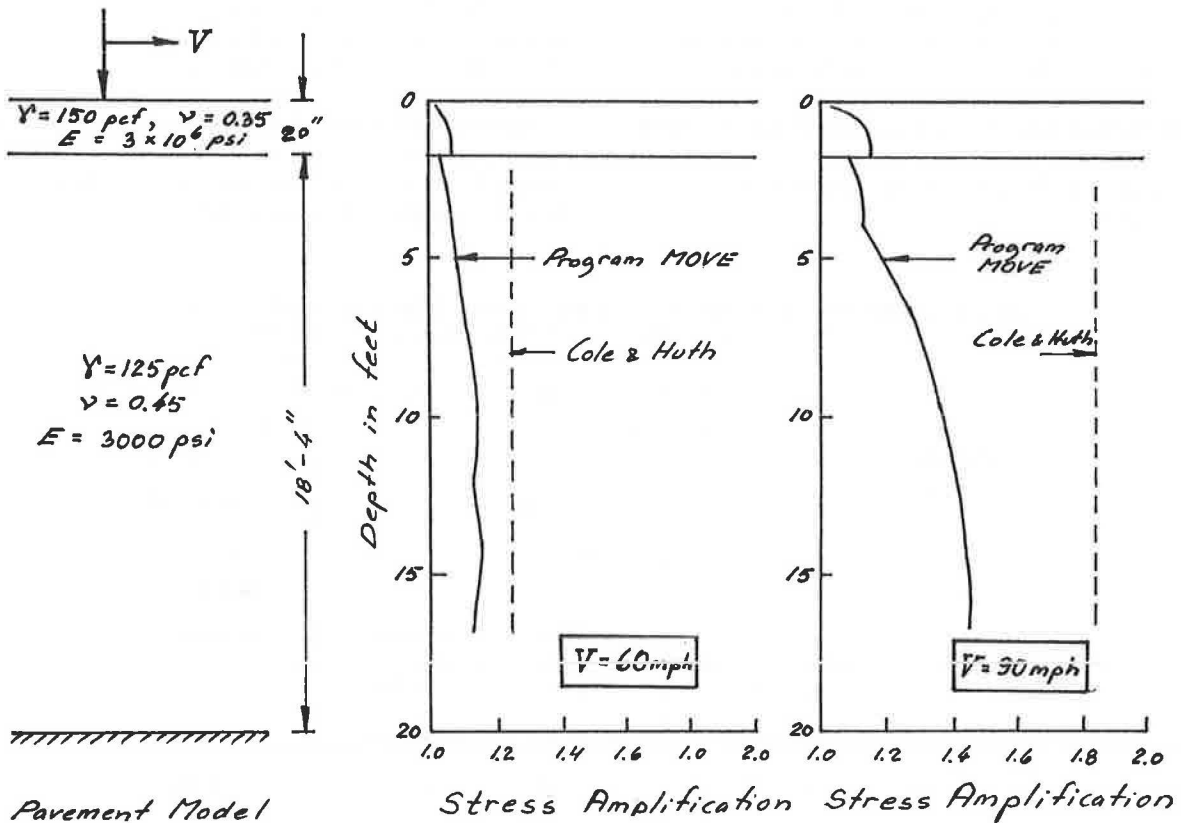 V
γ = 150 pcf, ν = 0.35
E = 3 × 10⁶ psi
20"
γ = 125 pcf
ν = 0.45
E = 3000 psi
18'-4"
Pavement Model
Depth in feet
0
5
10
15
20
Program MOVE
Cole & Huth
V = 60 mph
1.0 1.2 1.4 1.6 1.8 2.0
Stress Amplification
0
5
10
15
20
Program
MOVE
Cole & Huth
V = 90 mph
1.0 1.2 1.4 1.6 1.8 2.0
Stress Amplification